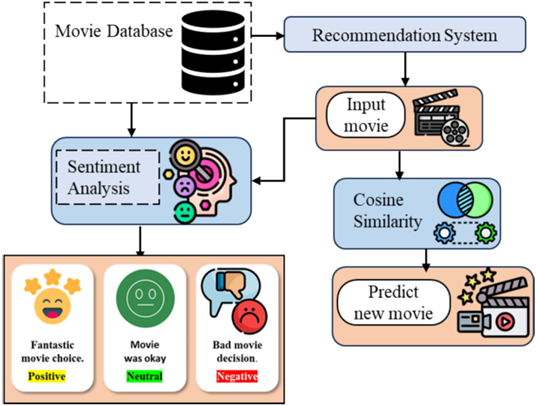 Movie Database
Recommendation System
Input
movie
Sentiment
Analysis
Cosine
Similarity
Predict
new movie
Fantastic
movie choice.
Positive
Movie
was okay
Neutral
Bad movie
decision.
Negative